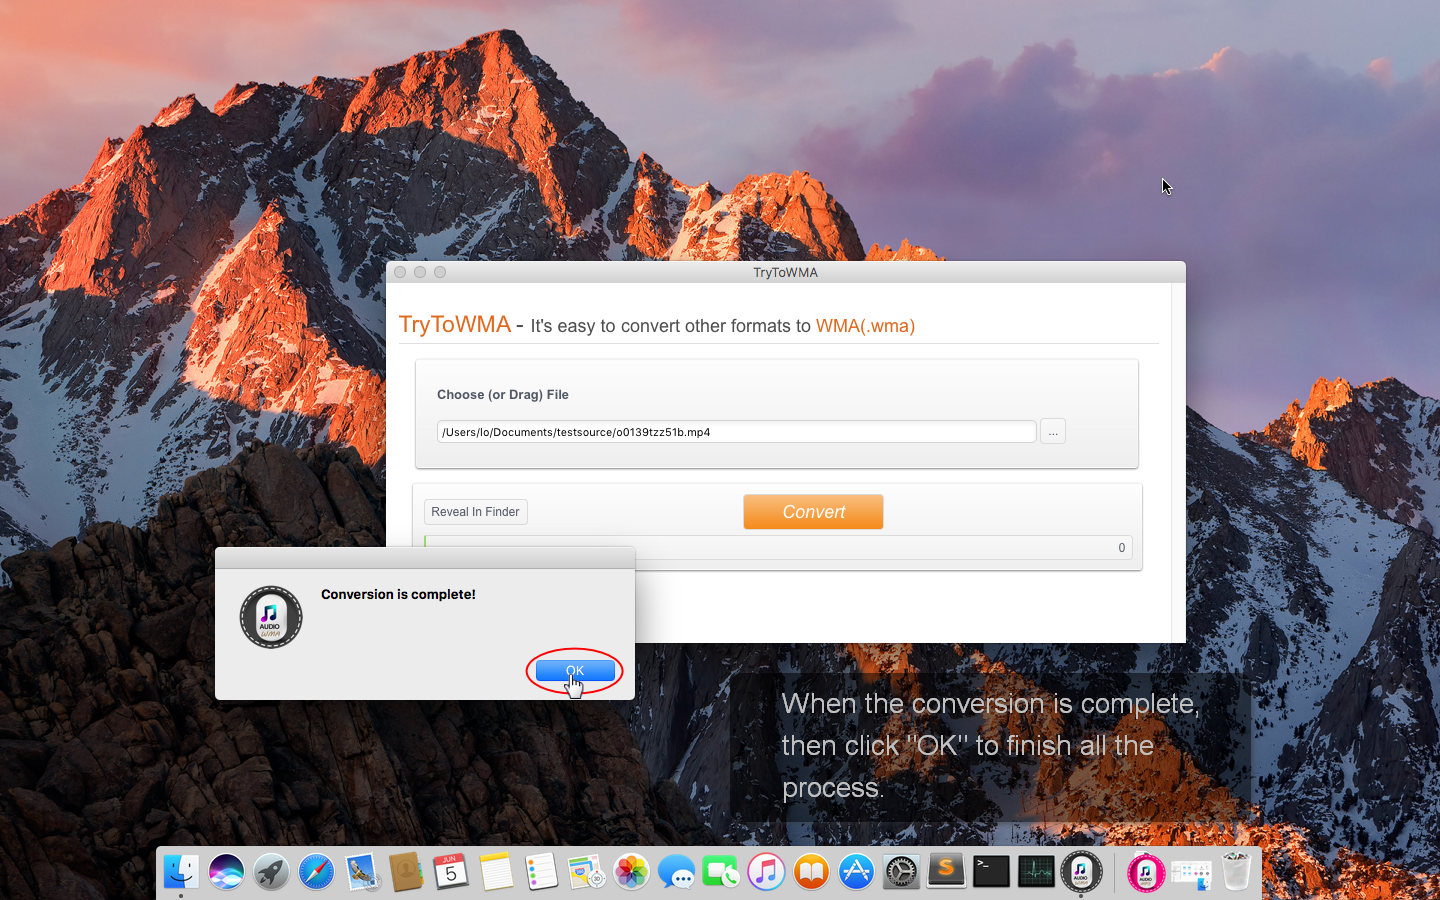 TryToWMA
TryToWMA - It's easy to convert other formats to WMA(.wma)
Choose (or Drag) File
/Users/lo/Documents/testsource/o0139tzz51b.mp4
...
Reveal In Finder
Convert
0
Conversion is complete!
AUDIO
WMA
OK
When the conversion is complete,
then click "OK" to finish all the
process.
JUN
5
S
>_
AUDIO
AUDIO